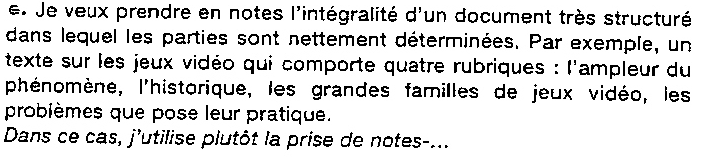 c. Je veux prendre en notes l'intégralité d'un document très structuré
dans lequel les parties sont nettement déterminées. Par exemple, un
texte sur les jeux vidéo qui comporte quatre rubriques : l'ampleur du
phénomène, l'historique, les grandes familles de jeux vidéo, les
problèmes que pose leur pratique.
Dans ce cas, j'utilise plutôt la prise de notes-...